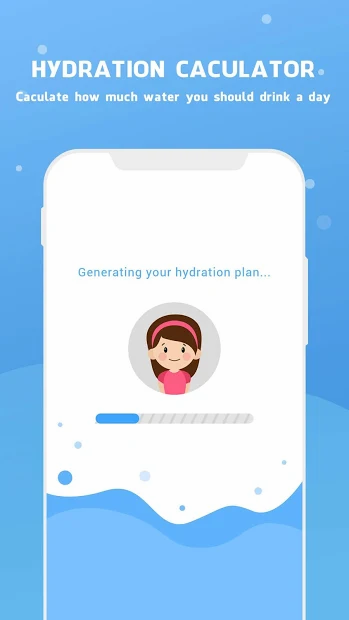 HYDRATION CACULATOR
Caculate how much water you should drink a day
Generating your hydration plan...